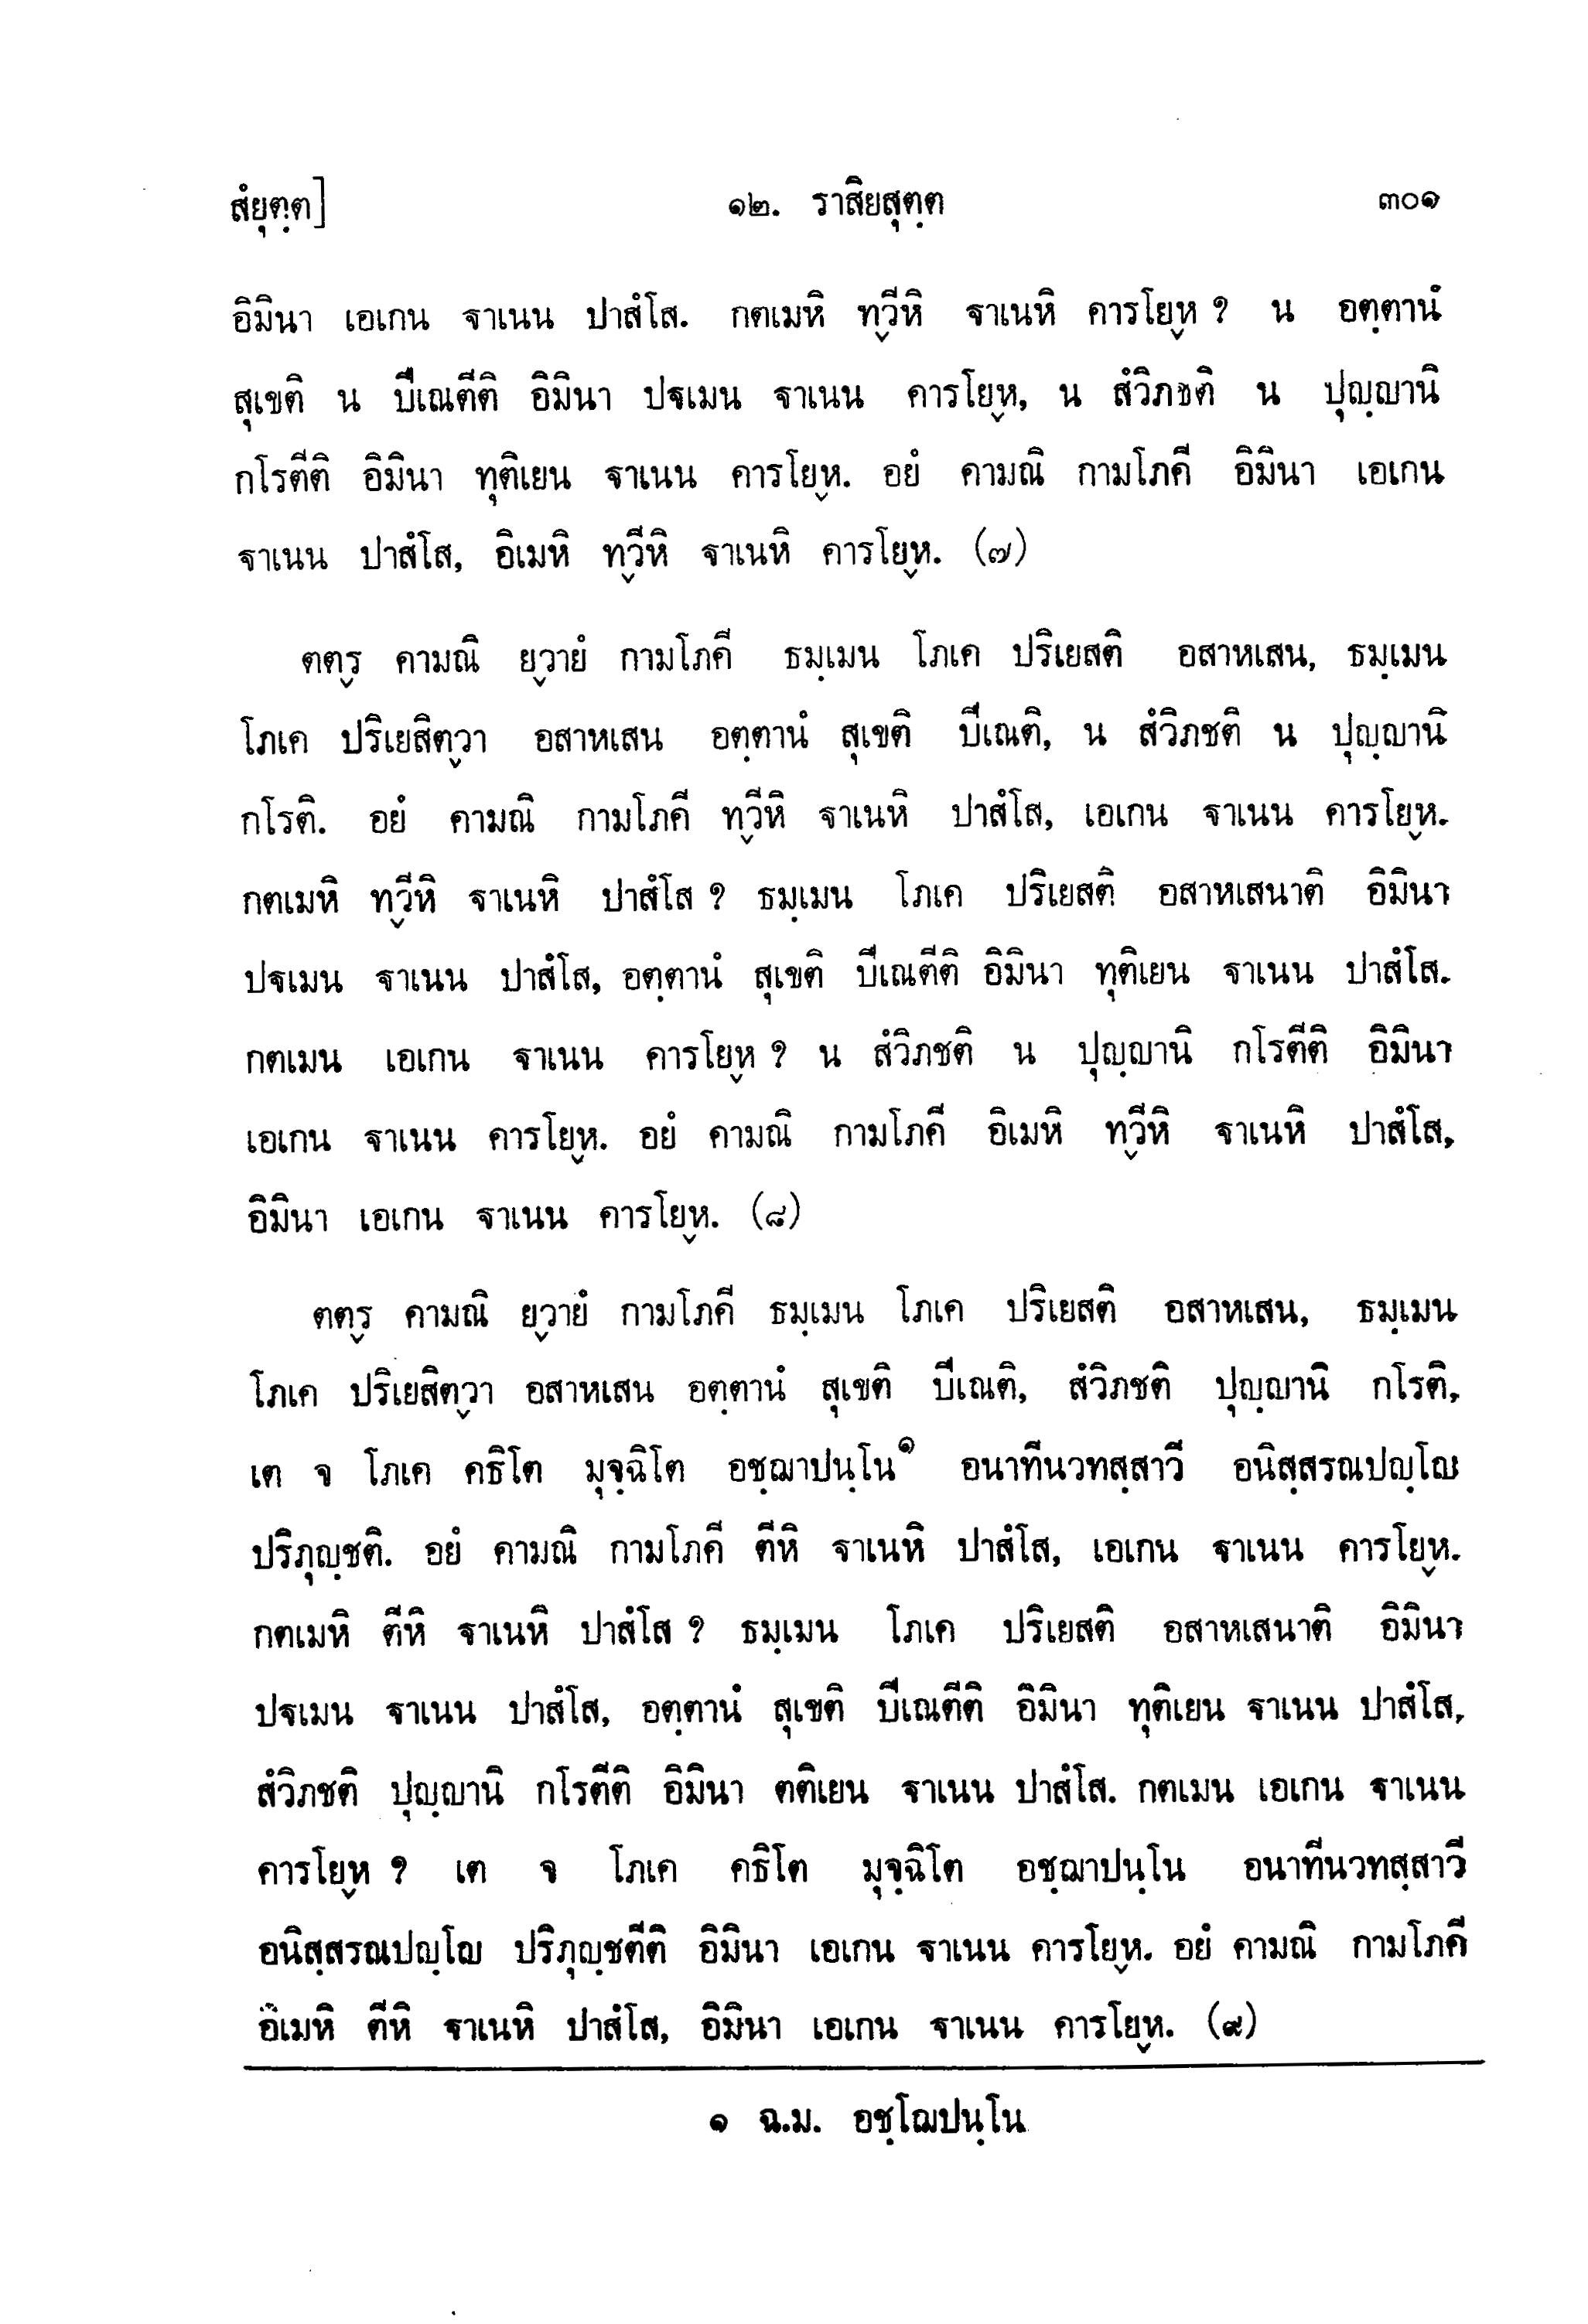 สํยุตฺต]
๑๒. ราสิยสุตฺต
๓๐๑
อิมินา เอเกน ฐาเนน ปาสํโส. กตเมหิ ทฺวีหิ ฐาเนหิ คารโยฺห ? น อตฺตานํ
สุเขติ น ปีเณตีติ อิมินา ปฐเมน ฐาเนน คารโยฺห, น สํวิภชติ น ปุญฺญานิ
กโรตีติ อิมินา ทุติเยน ฐาเนน คารโยฺห. อยํ คามณิ กามโภคี อิมินา เอเกน
ฐาเนน ปาสํโส, อิเมหิ ทฺวีหิ ฐาเนหิ คารโยฺห. (๗)
ตตฺร คามณิ ยฺวายํ กามโภคี ธมฺเมน โภเค ปริเยสติ อสาหเสน, ธมฺเมน
โภเค ปริเยสิตฺวา อสาหเสน อตฺตานํ สุเขติ ปีเณติ, น สํวิภชติ น ปุญฺญานิ
กโรติ. อยํ คามณิ กามโภคี ทฺวีหิ ฐาเนหิ ปาสํโส, เอเกน ฐาเนน คารโยฺห.
กตเมหิ ทฺวีหิ ฐาเนหิ ปาสํโส ? ธมฺเมน โภเค ปริเยสติ อสาหเสนาติ อิมินา
ปฐเมน ฐาเนน ปาสํโส, อตฺตานํ สุเขติ ปีเณตีติ อิมินา ทุติเยน ฐาเนน ปาสํโส.
กตเมน เอเกน ฐาเนน คารโยฺห ? น สํวิภชติ น ปุญฺญานิ กโรตีติ อิมินา
เอเกน ฐาเนน คารโยฺห. อยํ คามณิ กามโภคี อิเมหิ ทฺวีหิ ฐาเนหิ ปาสํโส,
อิมินา เอเกน ฐาเนน คารโยฺห. (๘)
ตตฺร คามณิ ยฺวายํ กามโภคี ธมฺเมน โภเค ปริเยสติ อสาหเสน, ธมฺเมน
โภเค ปริเยสิตฺวา อสาหเสน อตฺตานํ สุเขติ ปีเณติ, สํวิภชติ ปุญฺญานิ กโรติ,
เต จ โภเค คธิโต มุจฺฉิโต อชฺฌาปนฺโน๑ อนาทีนวทสฺสาวี อนิสฺสรณปญฺโญ
ปริภุญฺชติ. อยํ คามณิ กามโภคี ตีหิ ฐาเนหิ ปาสํโส, เอเกน ฐาเนน คารโยฺห.
กตเมหิ ตีหิ ฐาเนหิ ปาสํโส ? ธมฺเมน โภเค ปริเยสติ อสาหเสนาติ อิมินา
ปฐเมน ฐาเนน ปาสํโส, อตฺตานํ สุเขติ ปีเณตีติ อิมินา ทุติเยน ฐาเนน ปาสํโส,
สํวิภชติ ปุญฺญานิ กโรตีติ อิมินา ตติเยน ฐาเนน ปาสํโส. กตเมน เอเกน ฐาเนน
คารโยฺห ? เต จ โภเค คธิโต มุจฺฉิโต อชฺฌาปนฺโน อนาทีนวทสฺสาวี
อนิสฺสรณปญฺโญ ปริภุญฺชตีติ อิมินา เอเกน ฐาเนน คารโยฺห. อยํ คามณิ กามโภคี
อิเมหิ ตีหิ ฐาเนหิ ปาสํโส, อิมินา เอเกน ฐาเนน คารโยฺห. (๙)
๑ ฉ.ม. อชฺโฌปนฺโน